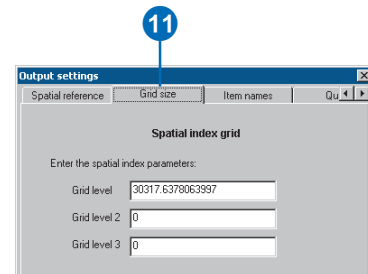 11
Output settings
Spatial reference Grid size Item names Qu
Spatial index grid
Enter the spatial index parameters:
Grid level 30317.6378063997
Grid level 2 0
Grid level 3 0